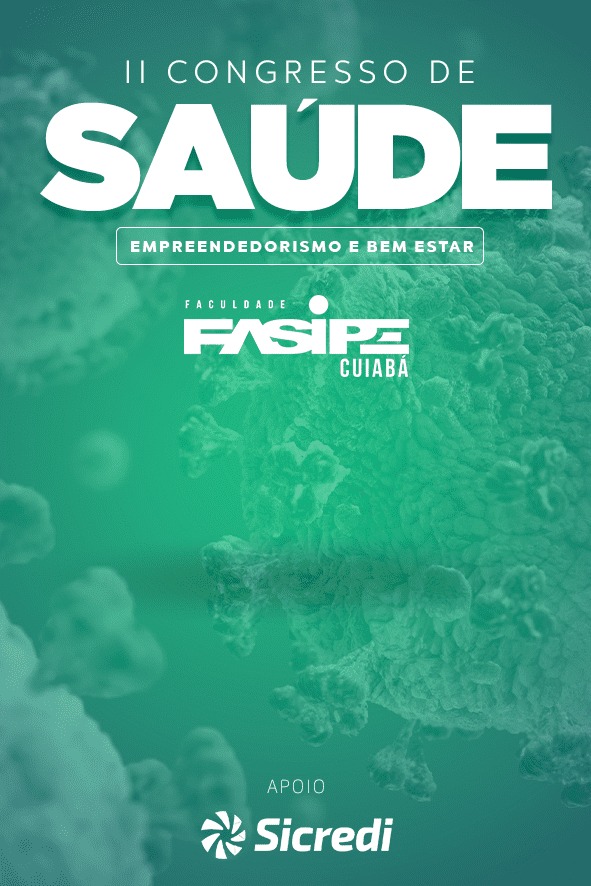 II CONGRESSO DE
SAÚDE
EMPREENDEDORISMO E BEM ESTAR
FACULDADE
FASIPE
CUIABÁ
APOIO
Sicredi